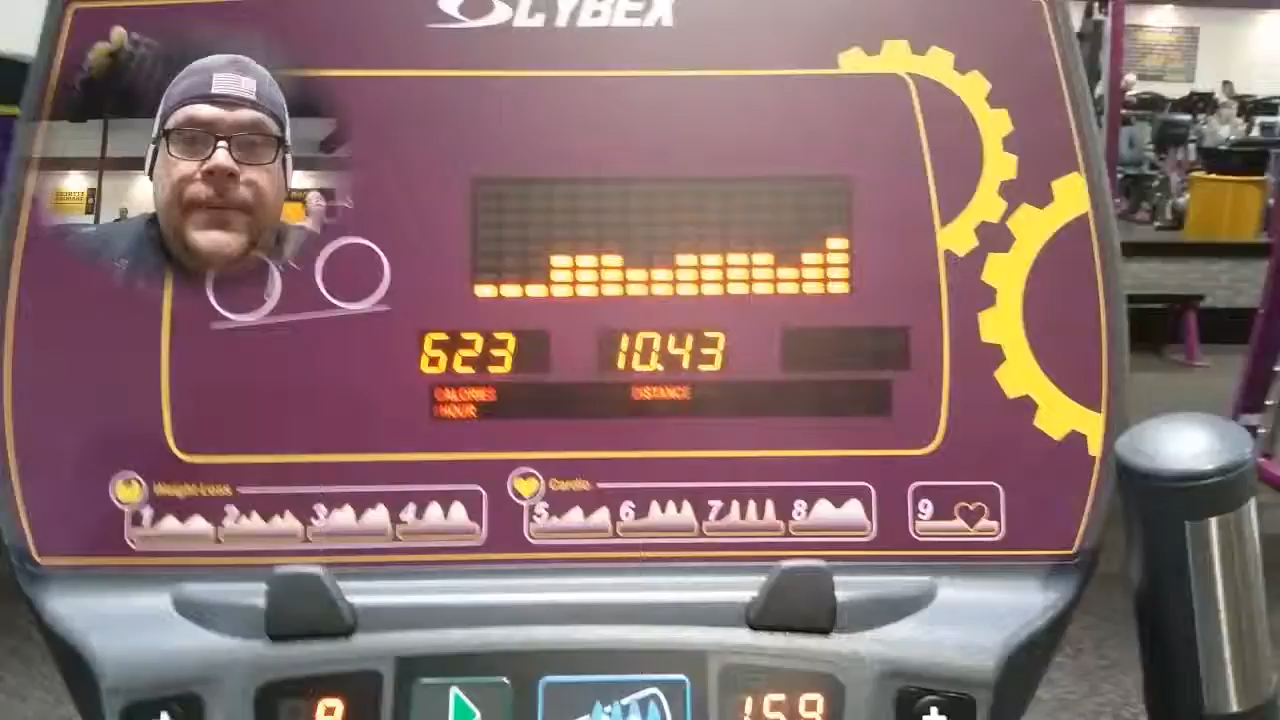 CYBEX
623 10.43
CALORIES DISTANCE
/HOUR
Weight Loss Cardio
1 2 3 4 5 6 7 8 9
8 159